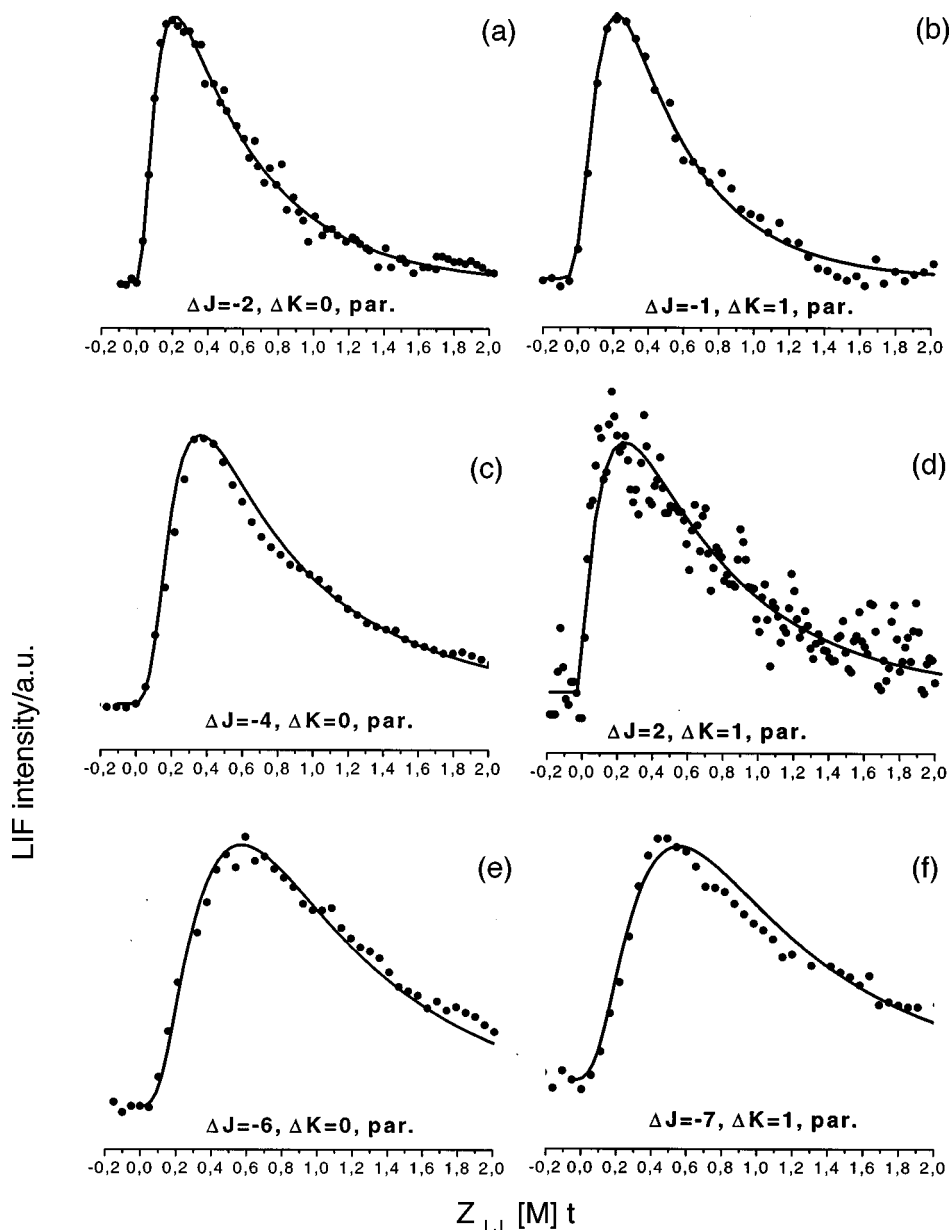 (a)
(b)
ΔJ=-2, ΔK=0, par.
ΔJ=-1, ΔK=1, par.
-0,2 0,0 0,2 0,4 0,6 0,8 1,0 1,2 1,4 1,6 1,8 2,0
-0,2 0,0 0,2 0,4 0,6 0,8 1,0 1,2 1,4 1,6 1,8 2,0
(c)
(d)
ΔJ=-4, ΔK=0, par.
ΔJ=2, ΔK=1, par.
-0,2 0,0 0,2 0,4 0,6 0,8 1,0 1,2 1,4 1,6 1,8 2,0
-0,2 0,0 0,2 0,4 0,6 0,8 1,0 1,2 1,4 1,6 1,8 2,0
LIF intensity/a.u.
(e)
(f)
ΔJ=-6, ΔK=0, par.
ΔJ=-7, ΔK=1, par.
-0,2 0,0 0,2 0,4 0,6 0,8 1,0 1,2 1,4 1,6 1,8 2,0
-0,2 0,0 0,2 0,4 0,6 0,8 1,0 1,2 1,4 1,6 1,8 2,0
Z [M] t